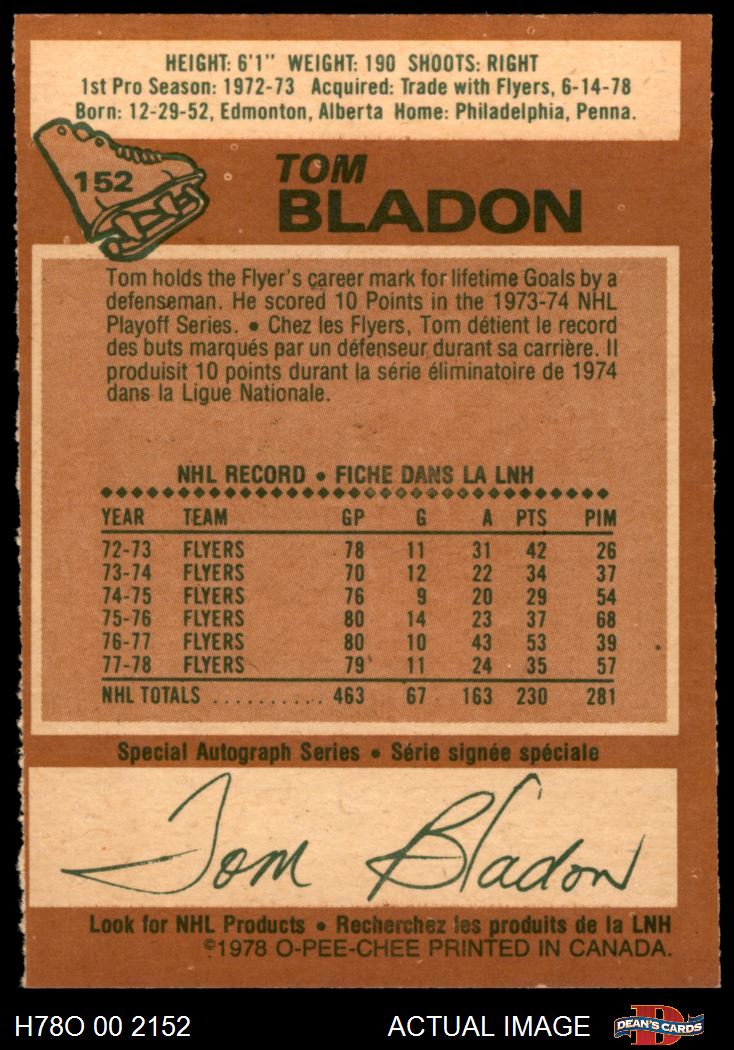 HEIGHT: 6'1" WEIGHT: 190 SHOOTS: RIGHT
1st Pro Season: 1972-73 Acquired: Trade with Flyers, 6-14-78
Born: 12-29-52, Edmonton, Alberta Home: Philadelphia, Penna.
152
TOM
BLADON
Tom holds the Flyer's career mark for lifetime Goals by a
defenseman. He scored 10 Points in the 1973-74 NHL
Playoff Series. • Chez les Flyers, Tom détient le record
des buts marqués par un défenseur durant sa carrière. Il
produisit 10 points durant la série éliminatoire de 1974
dans la Ligue Nationale.
NHL RECORD • FICHE DANS LA LNH
YEAR TEAM GP G A PTS PIM
72-73 FLYERS 78 11 31 42 26
73-74 FLYERS 70 12 22 34 37
74-75 FLYERS 76 9 20 29 54
75-76 FLYERS 80 14 23 37 68
76-77 FLYERS 80 10 43 53 39
77-78 FLYERS 79 11 24 35 57
NHL TOTALS .......... 463 67 163 230 281
Special Autograph Series • Série signée spéciale
Tom Bladon
Look for NHL Products • Recherchez les produits de la LNH
©1978 O-PEE-CHEE PRINTED IN CANADA.
H78O 00 2152 ACTUAL IMAGE D DEAN'S CARDS